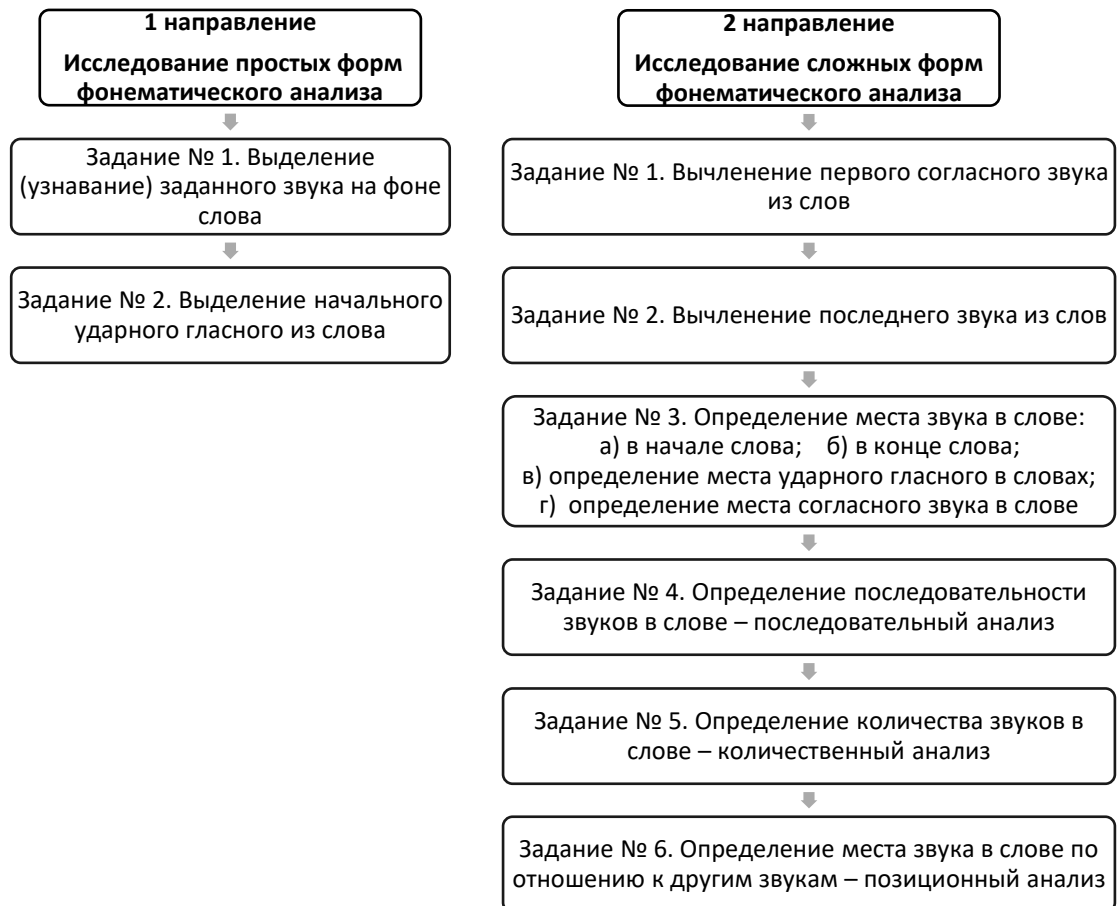 1 направление
Исследование простых форм
фонематического анализа
Задание № 1. Выделение
(узнавание) заданного звука на фоне
слова
Задание № 2. Выделение начального
ударного гласного из слова
2 направление
Исследование сложных форм
фонематического анализа
Задание № 1. Вычленение первого согласного звука
из слов
Задание № 2. Вычленение последнего звука из слов
Задание № 3. Определение места звука в слове:
а) в начале слова; б) в конце слова;
в) определение места ударного гласного в словах;
г) определение места согласного звука в слове
Задание № 4. Определение последовательности
звуков в слове – последовательный анализ
Задание № 5. Определение количества звуков в
слове – количественный анализ
Задание № 6. Определение места звука в слове по
отношению к другим звукам – позиционный анализ